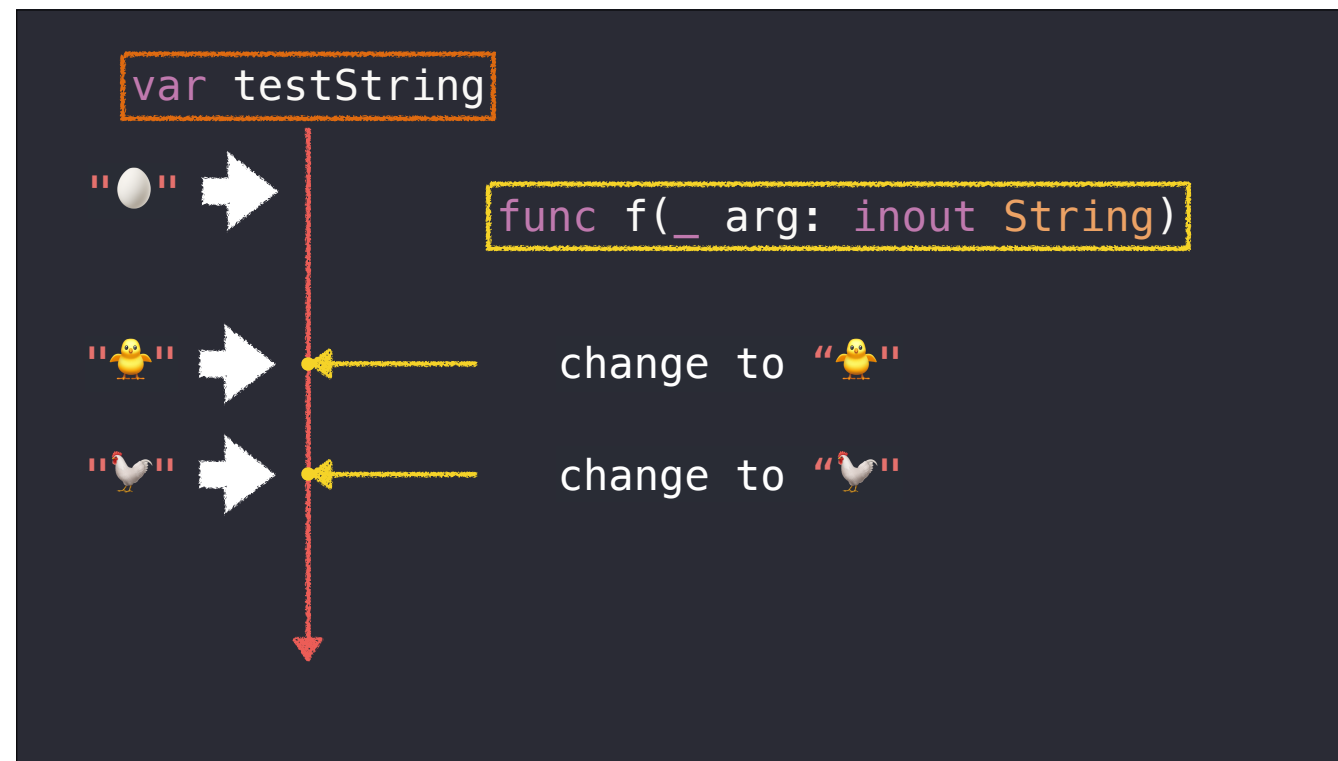 var testString
"🥚"
func f(_ arg: inout String)
"🐥" change to “🐥"
"🐓" change to “🐓"